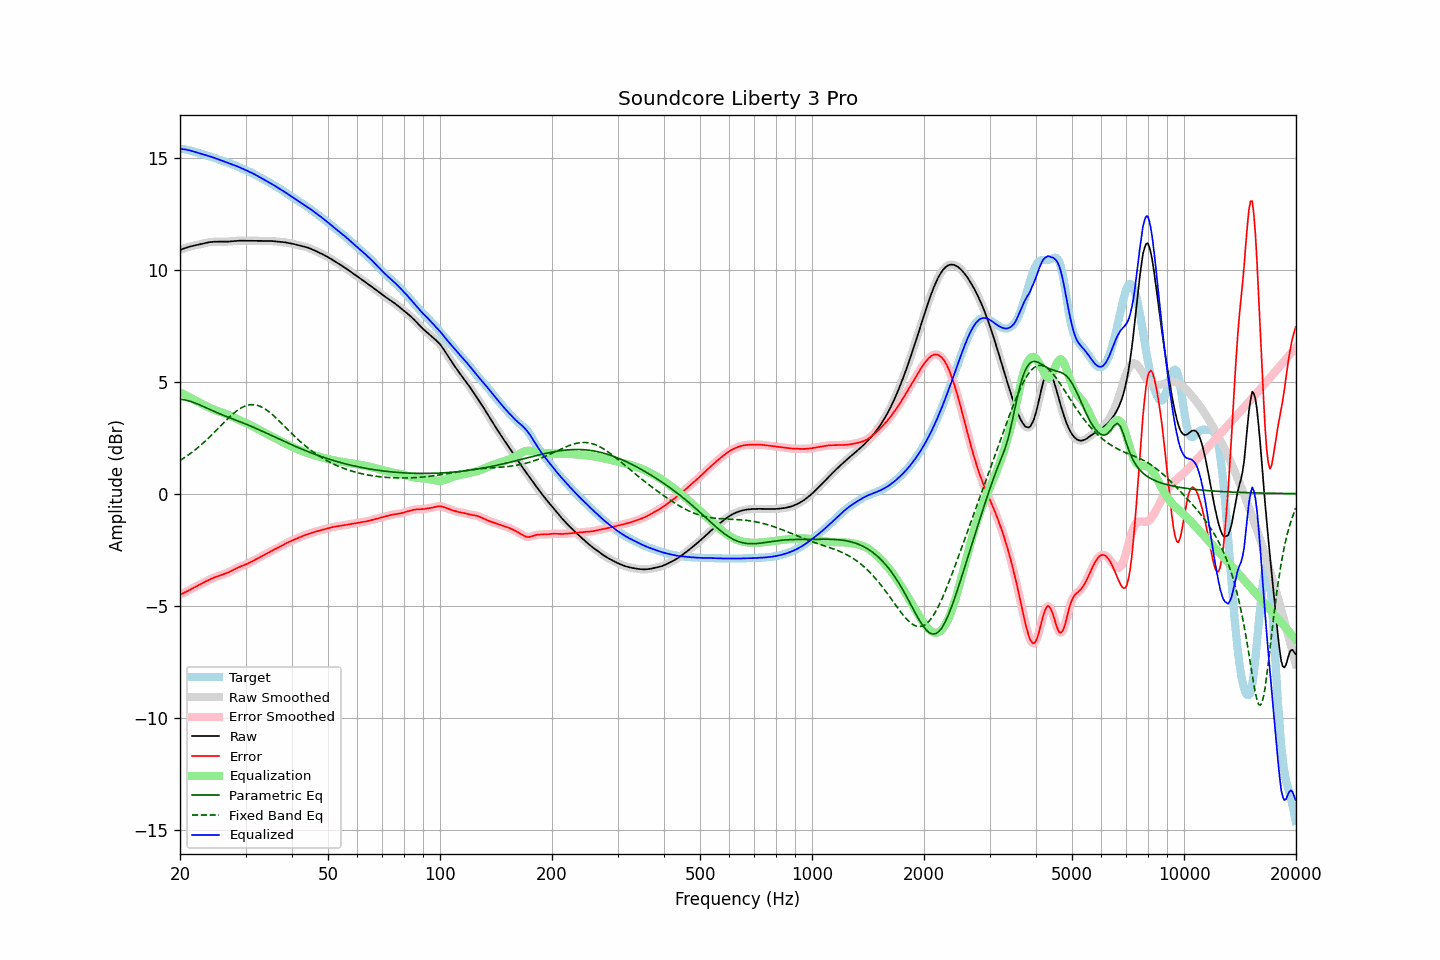 Soundcore Liberty 3 Pro
15
10
5
0
−5
−10
−15
Amplitude (dBr)
Target
Raw Smoothed
Error Smoothed
Raw
Error
Equalization
Parametric Eq
Fixed Band Eq
Equalized
20 50 100 200 500 1000 2000 5000 10000 20000
Frequency (Hz)